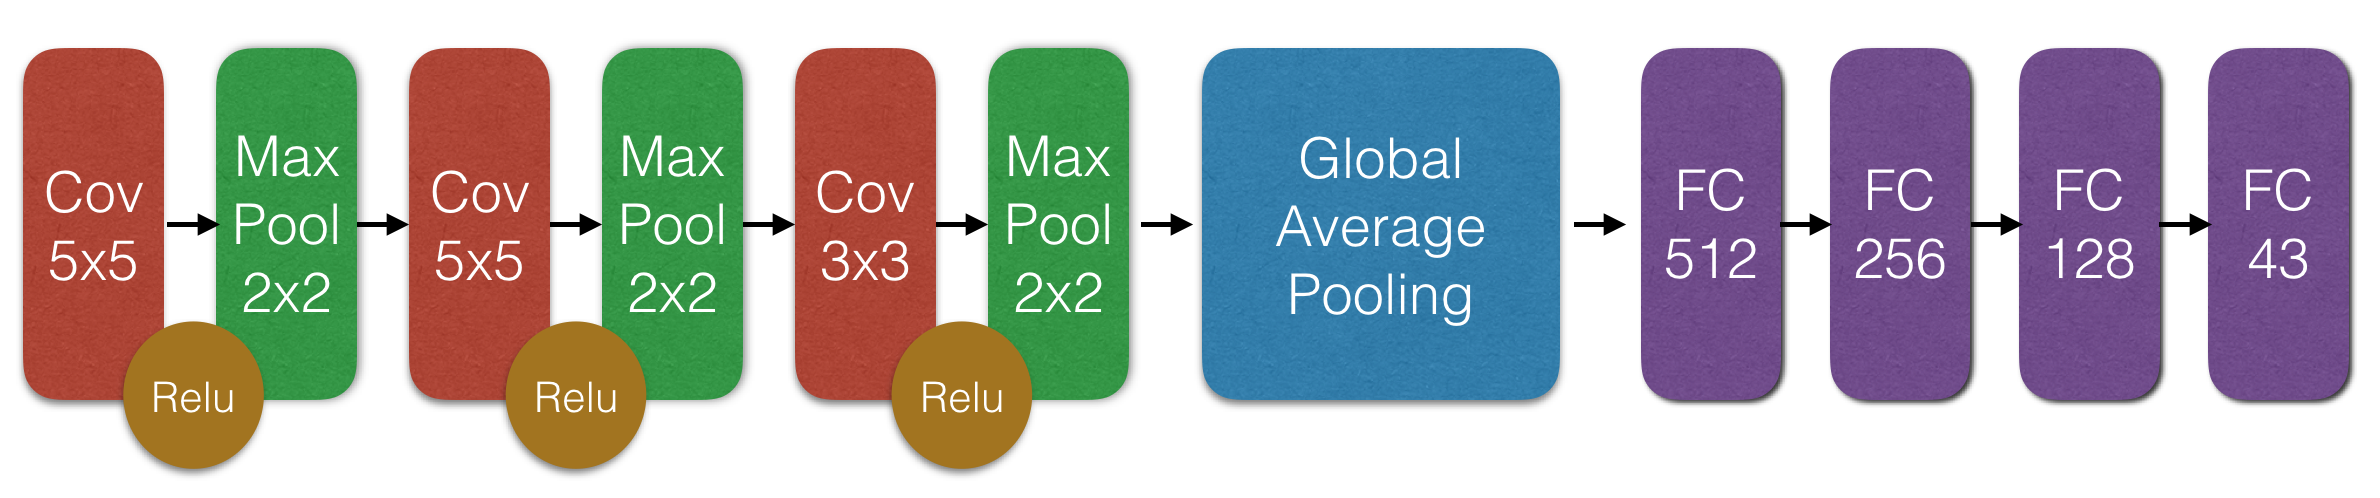 Cov
5x5
Relu
Max
Pool
2x2
Cov
5x5
Relu
Max
Pool
2x2
Cov
3x3
Relu
Max
Pool
2x2
Global
Average
Pooling
FC
512
FC
256
FC
128
FC
43